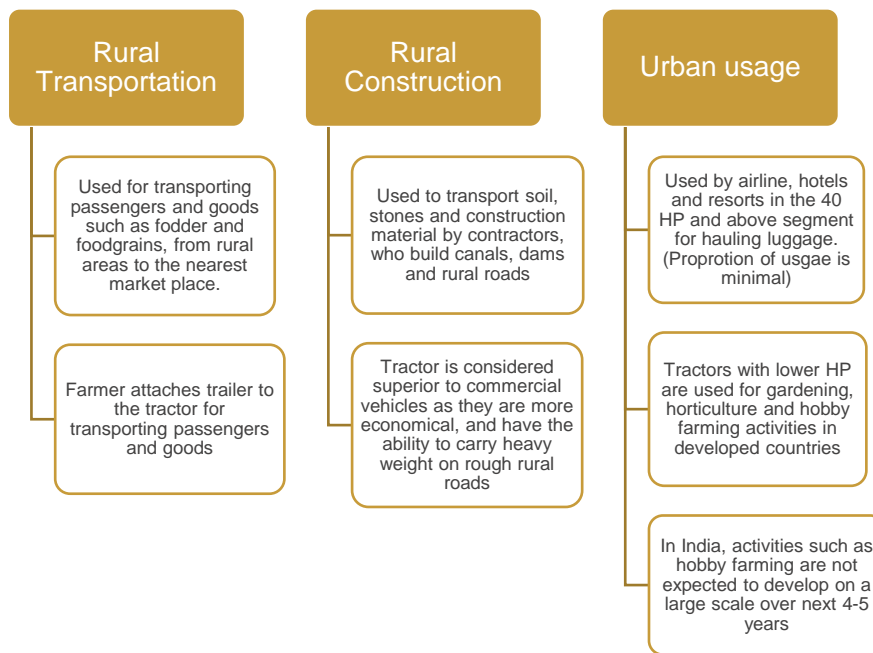 Rural
Transportation
Used for transporting
passengers and goods
such as fodder and
foodgrains, from rural
areas to the nearest
market place.
Farmer attaches trailer to
the tractor for
transporting passengers
and goods
Rural
Construction
Used to transport soil,
stones and construction
material by contractors,
who build canals, dams
and rural roads
Tractor is considered
superior to commercial
vehicles as they are more
economical, and have the
ability to carry heavy
weight on rough rural
roads
Urban usage
Used by airline, hotels
and resorts in the 40
HP and above segment
for hauling luggage.
(Proprotion of usgae is
minimal)
Tractors with lower HP
are used for gardening,
horticulture and hobby
farming activities in
developed countries
In India, activities such as
hobby farming are not
expected to develop on a
large scale over next 4-5
years